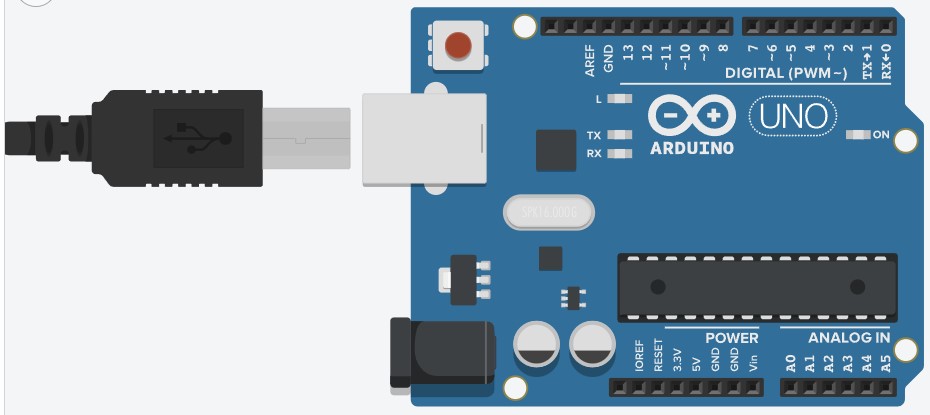 AREF
GND
13
12
~11
~10
~9
8
7
~6
~5
4
~3
2
TX→1
RX←0
DIGITAL (PWM~)
L
TX
RX
ARDUINO
UNO
ON
SPK16.000G
POWER
ANALOG IN
IOREF
RESET
3.3V
5V
GND
GND
Vin
A0
A1
A2
A3
A4
A5